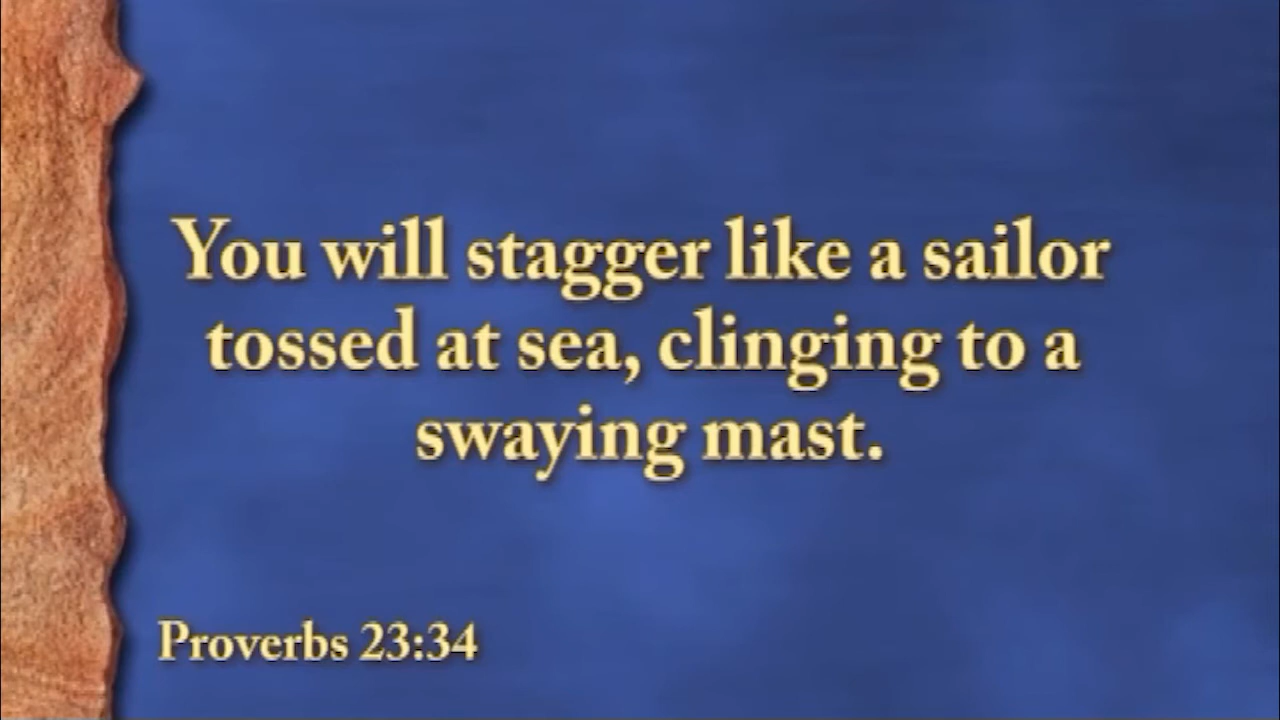 You will stagger like a sailor
tossed at sea, clinging to a
swaying mast.
Proverbs 23:34